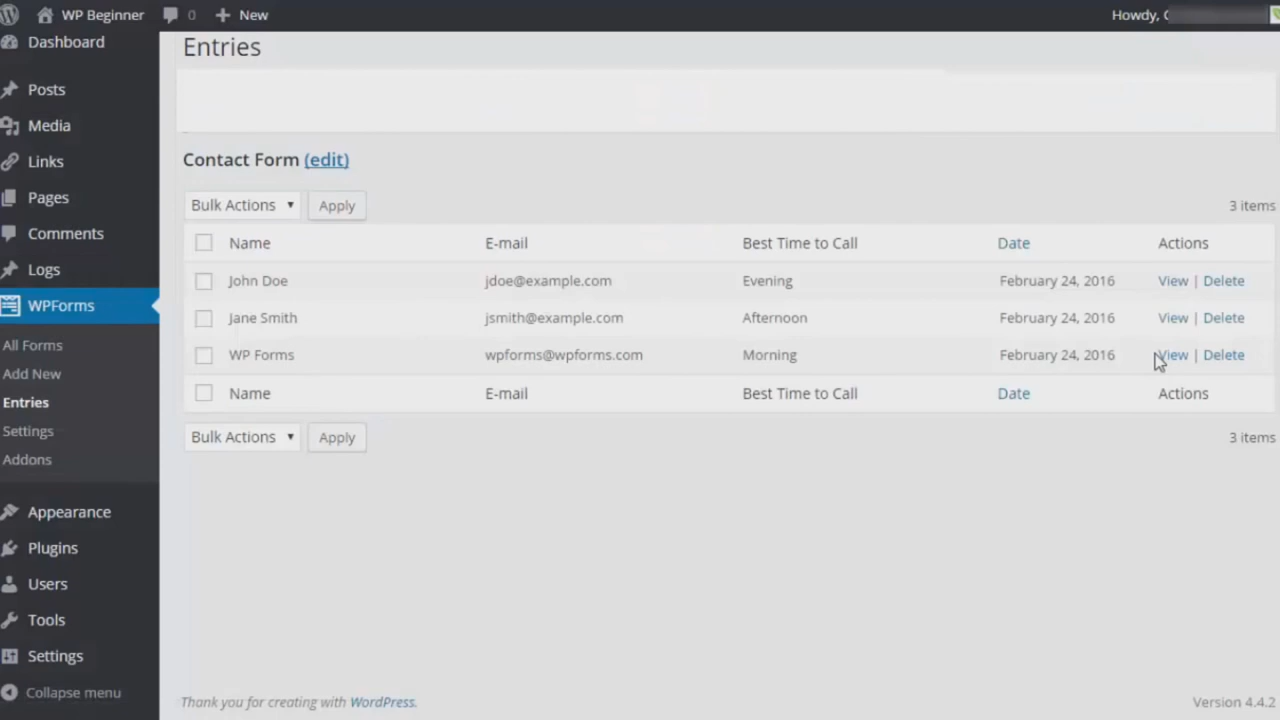 WP Beginner 0 + New Howdy, C
Dashboard
Posts
Media
Links
Pages
Comments
Logs
WPForms
All Forms
Add New
Entries
Settings
Addons
Appearance
Plugins
Users
Tools
Settings
Collapse menu
Entries
Contact Form (edit)
Bulk Actions Apply 3 items
Name E-mail Best Time to Call Date Actions
John Doe jdoe@example.com Evening February 24, 2016 View | Delete
Jane Smith jsmith@example.com Afternoon February 24, 2016 View | Delete
WP Forms wpforms@wpforms.com Morning February 24, 2016 View | Delete
Name E-mail Best Time to Call Date Actions
Bulk Actions Apply 3 items
Thank you for creating with WordPress. Version 4.4.2